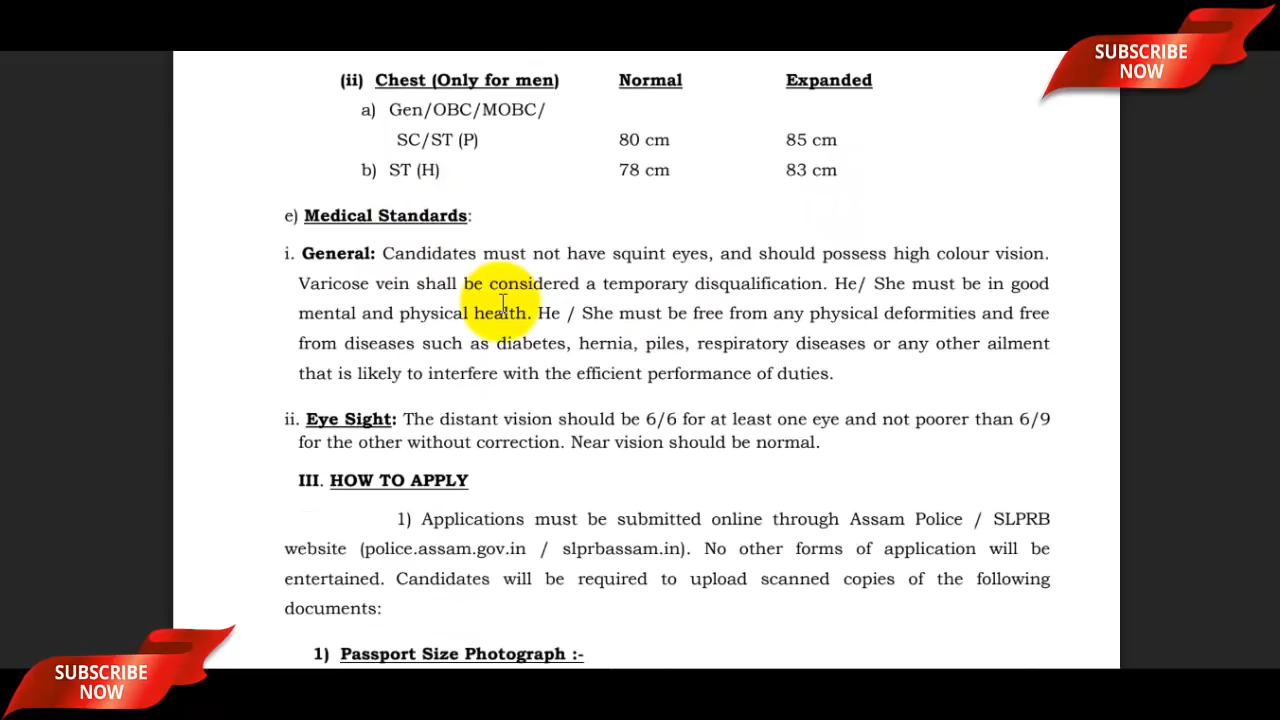 SUBSCRIBE
NOW
(ii) Chest (Only for men) Normal Expanded
a) Gen/OBC/MOBC/
SC/ST (P) 80 cm 85 cm
b) ST (H) 78 cm 83 cm
e) Medical Standards:
i. General: Candidates must not have squint eyes, and should possess high colour vision.
Varicose vein shall be considered a temporary disqualification. He/ She must be in good
mental and physical health. He / She must be free from any physical deformities and free
from diseases such as diabetes, hernia, piles, respiratory diseases or any other ailment
that is likely to interfere with the efficient performance of duties.
ii. Eye Sight: The distant vision should be 6/6 for at least one eye and not poorer than 6/9
for the other without correction. Near vision should be normal.
III. HOW TO APPLY
1) Applications must be submitted online through Assam Police / SLPRB
website (police.assam.gov.in / slprbassam.in). No other forms of application will be
entertained. Candidates will be required to upload scanned copies of the following
documents:
1) Passport Size Photograph :-
SUBSCRIBE
NOW